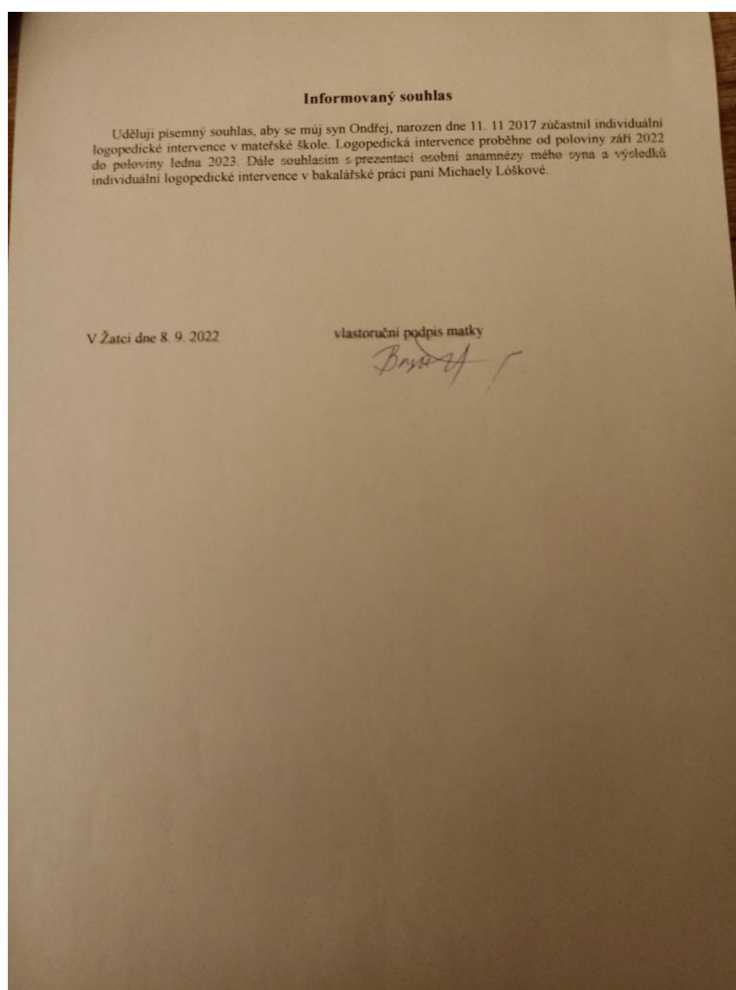 Informovaný souhlas
Uděluji písemný souhlas, aby se můj syn Ondřej, narozen dne 11. 11 2017 zúčastnil individuální
logopedické intervence v mateřské škole. Logopedická intervence proběhne od poloviny září 2022
do poloviny ledna 2023. Dále souhlasím s prezentací osobní anamnézy mého syna a výsledků
individuální logopedické intervence v bakalářské práci paní Michaely Lóškové.
V Žatci dne 8. 9. 2022 vlastoruční podpis matky